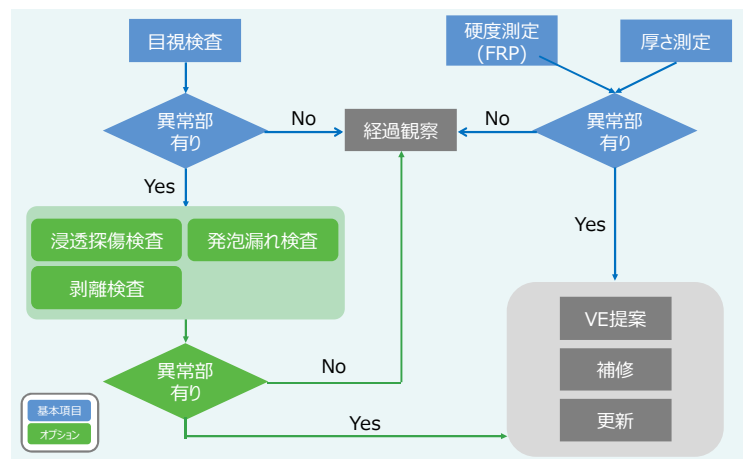 目視検査
硬度測定
(FRP)
厚さ測定
異常部
有り
No
経過観察
No
異常部
有り
Yes
Yes
浸透探傷検査
発泡漏れ検査
剥離検査
VE提案
補修
更新
異常部
有り
No
Yes
基本項目
オプション